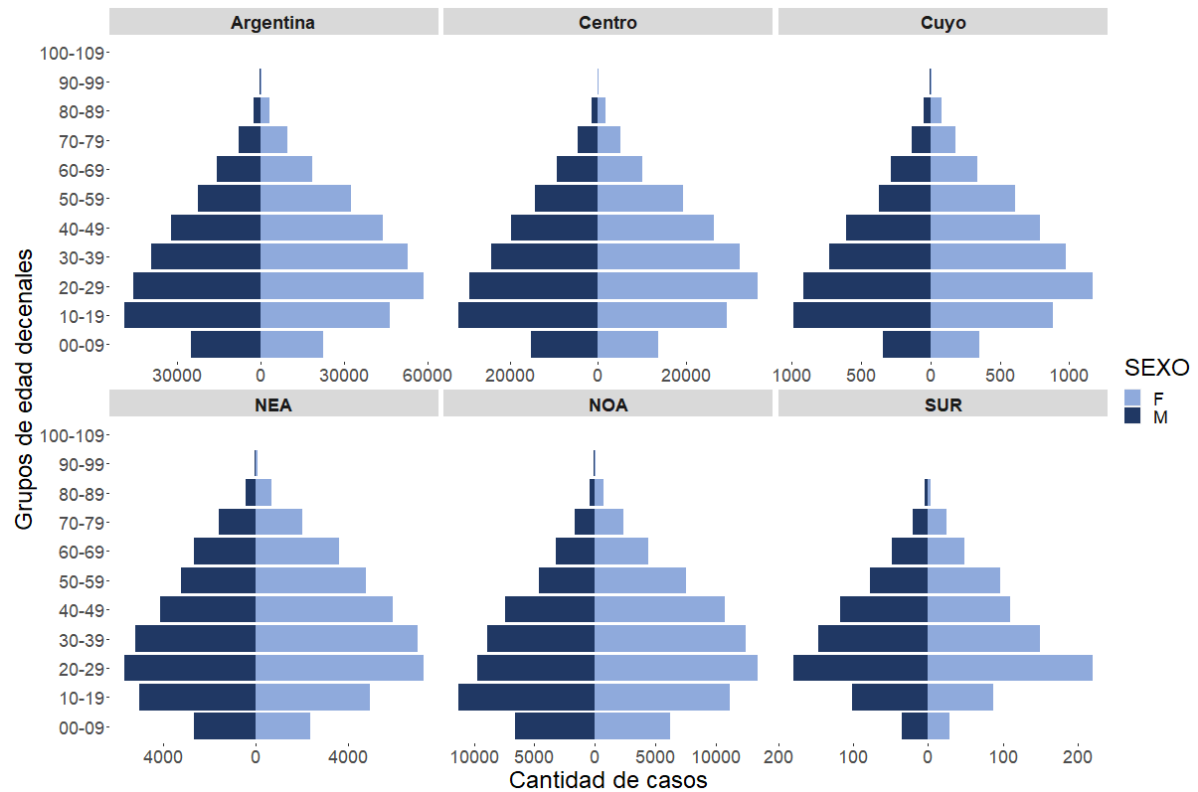 Argentina Centro Cuyo
100-109
90-99
80-89
70-79
60-69
50-59
40-49
30-39
20-29
10-19
00-09
30000 0 30000 60000 20000 0 20000 1000 500 0 500 1000
NEA NOA SUR
100-109
90-99
80-89
70-79
60-69
50-59
40-49
30-39
20-29
10-19
00-09
4000 0 4000 10000 5000 0 5000 10000 200 100 0 100 200
Cantidad de casos
Grupos de edad decenales
SEXO
F
M